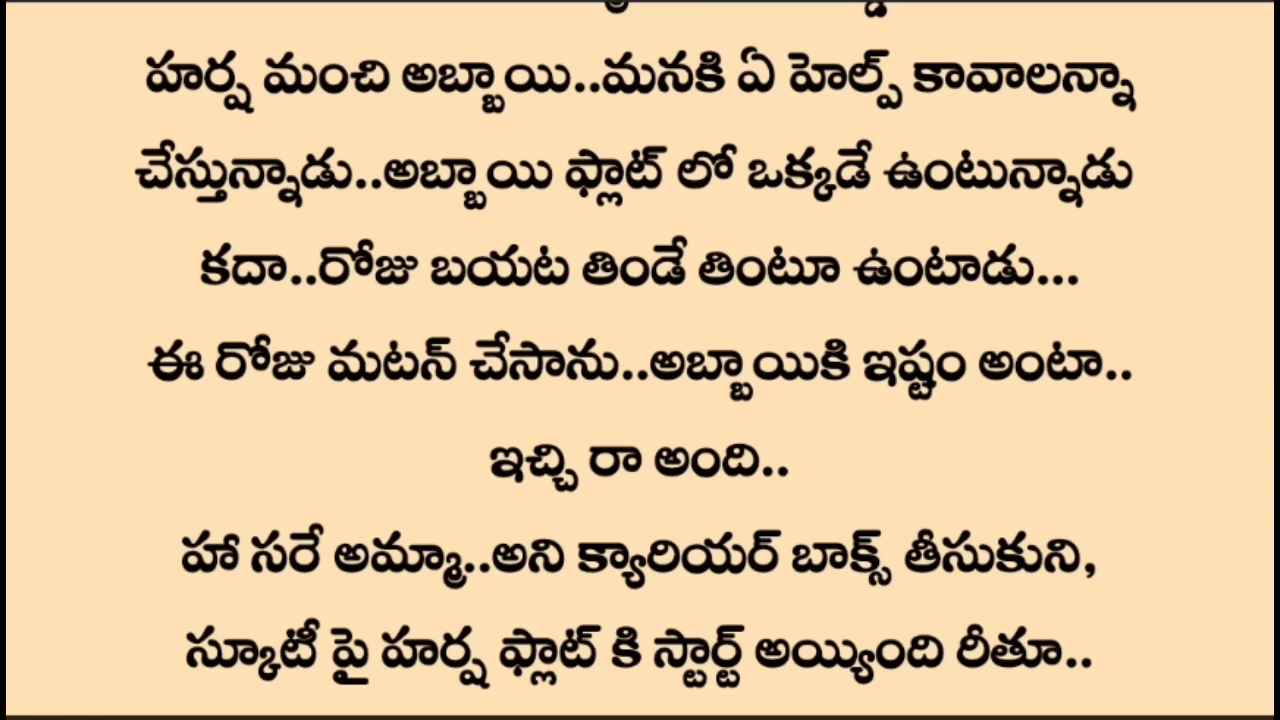 హర్ష మంచి అబ్బాయి..మనకి ఏ హెల్ప్ కావాలన్నా
చేస్తున్నాడు..అబ్బాయి ఫ్లాట్ లో ఒక్కడే ఉంటున్నాడు
కదా..రోజు బయట తిండే తింటూ ఉంటాడు...
ఈ రోజు మటన్ చేసాను..అబ్బాయికి ఇష్టం అంటా..
ఇచ్చి రా అంది..
హా సరే అమ్మా..అని క్యారియర్ బాక్స్ తీసుకుని,
స్కూటీ పై హర్ష ఫ్లాట్ కి స్టార్ట్ అయ్యింది రీతూ..